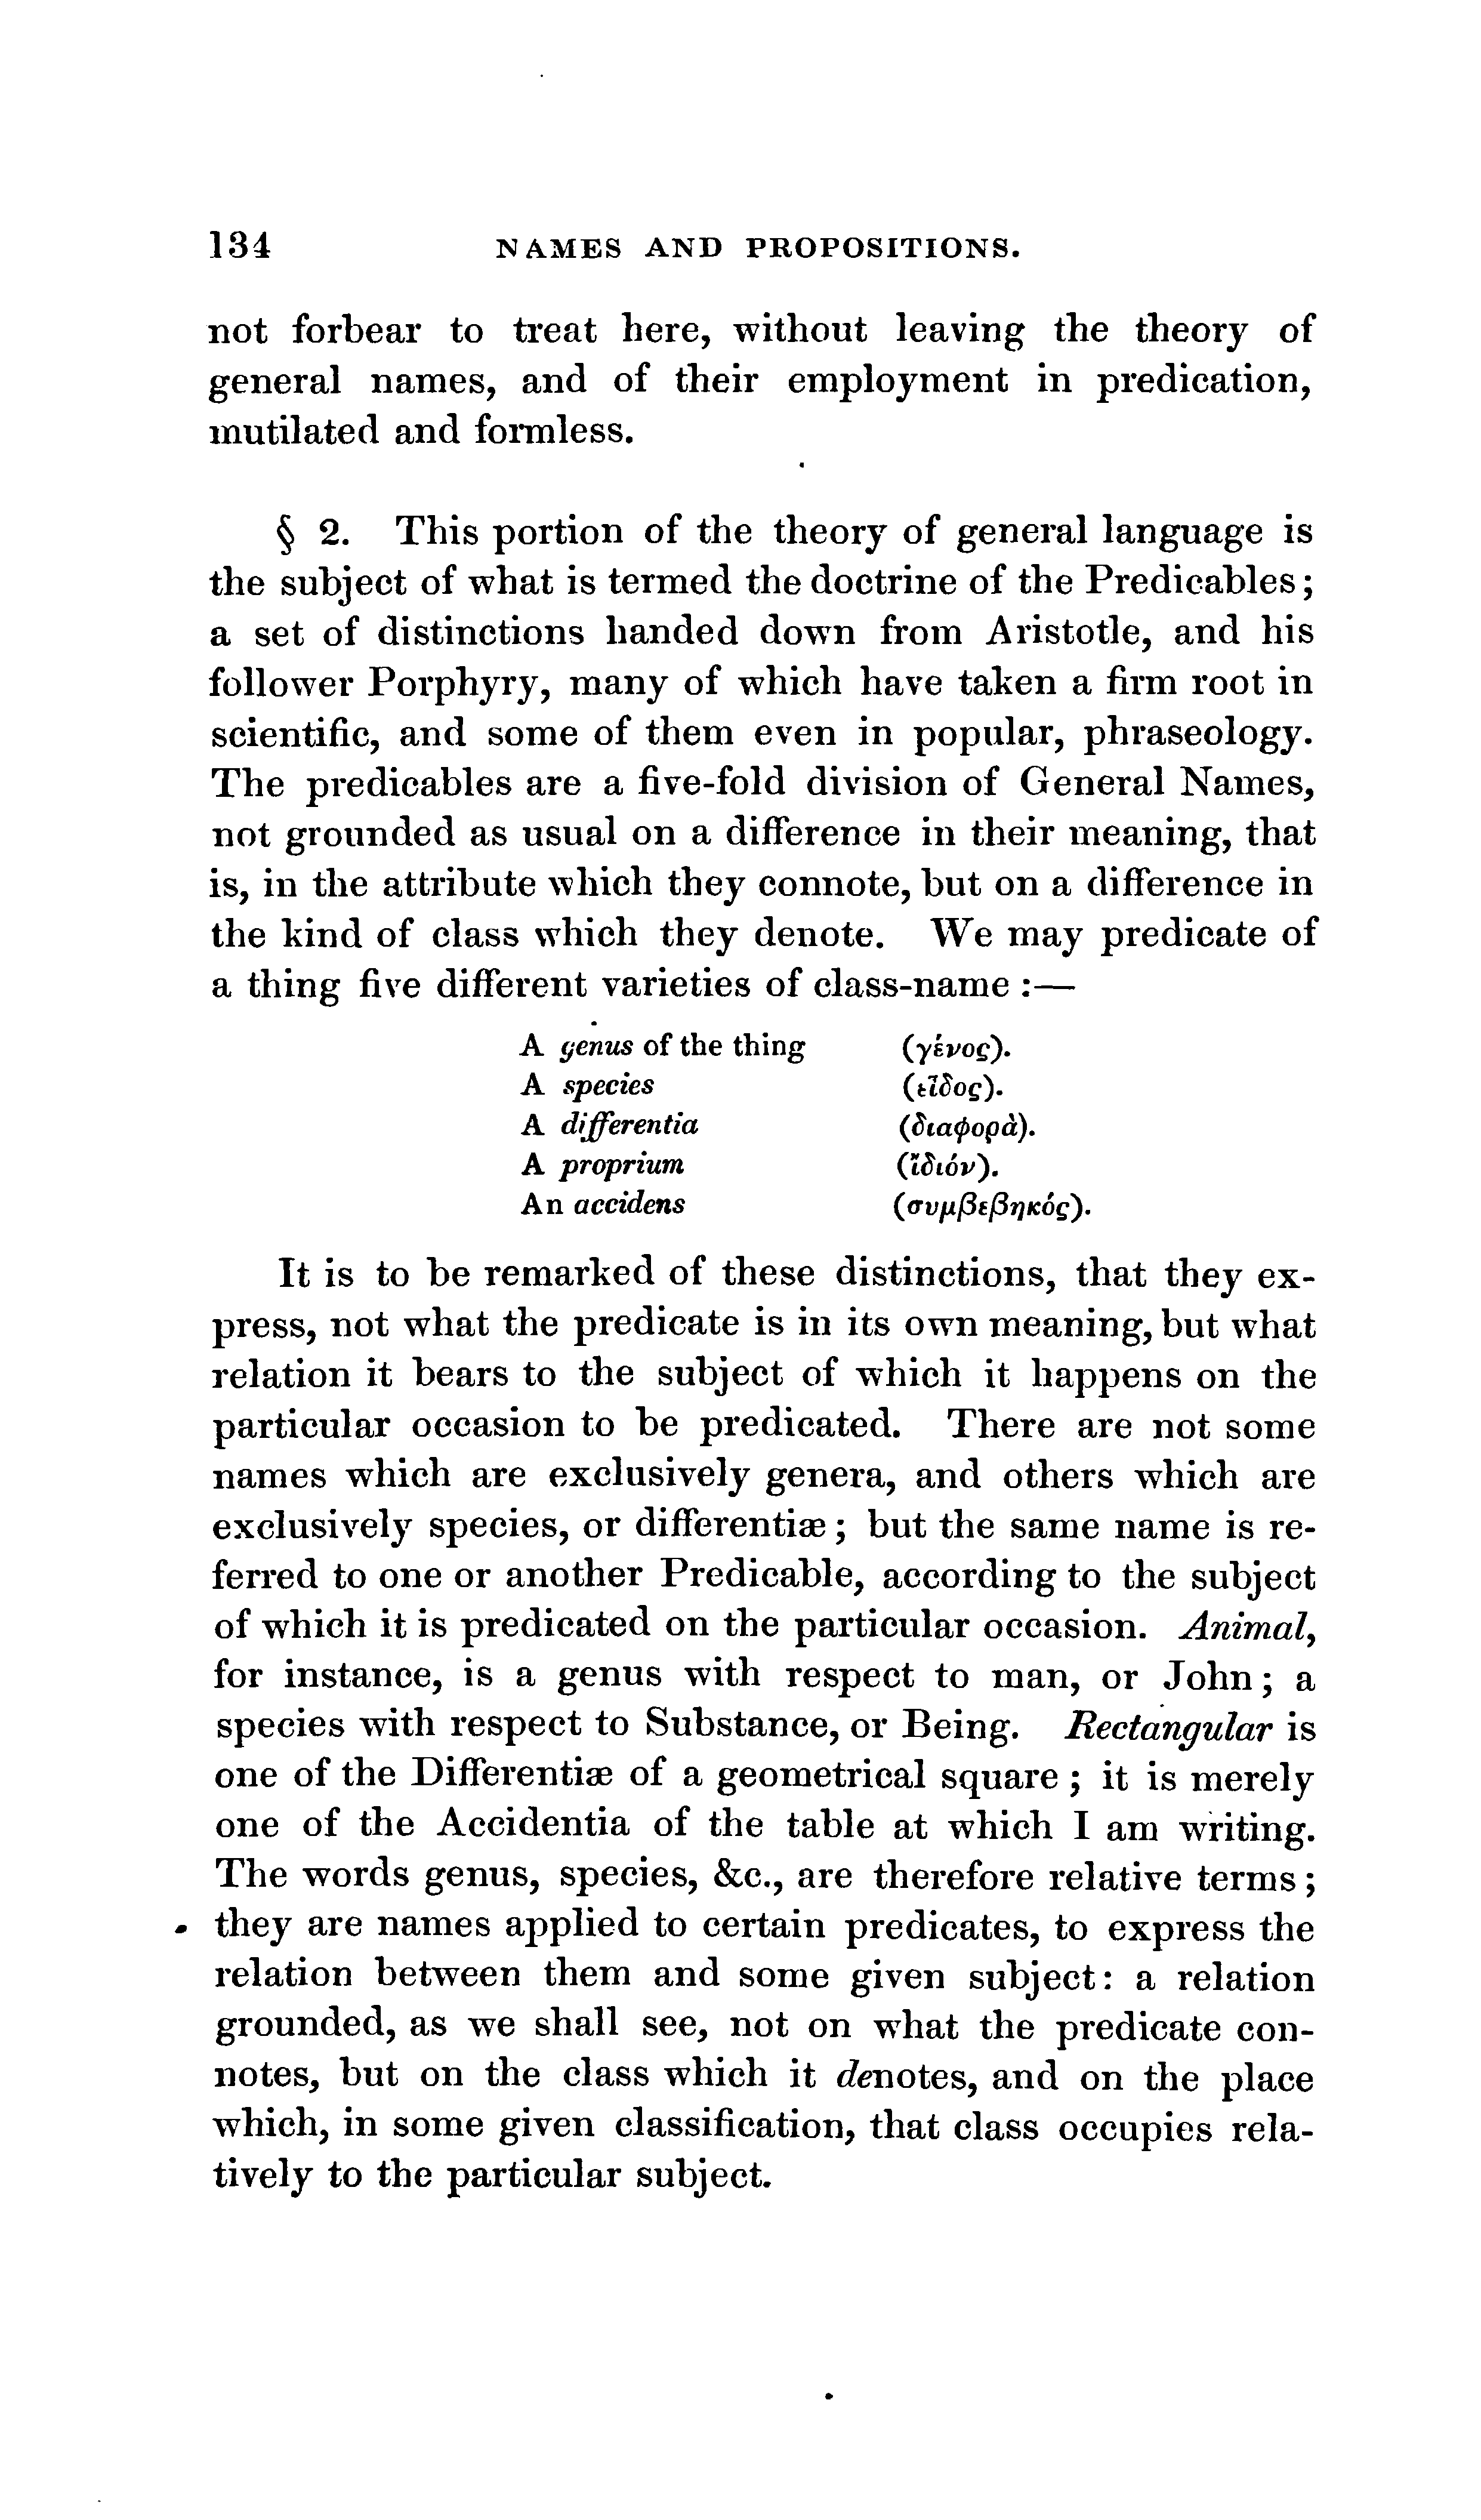 134 NAMES AND PROPOSITIONS.
not forbear to treat here, without leaving the theory of
general names, and of their employment in predication,
mutilated and formless.
§ 2. This portion of the theory of general language is
the subject of what is termed the doctrine of the Predicables;
a set of distinctions handed down from Aristotle, and his
follower Porphyry, many of which have taken a firm root in
scientific, and some of them even in popular, phraseology.
The predicables are a five-fold division of General Names,
not grounded as usual on a difference in their meaning, that
is, in the attribute which they connote, but on a difference in
the kind of class which they denote. We may predicate of
a thing five different varieties of class-name :—
A genus of the thing (γένος).
A species (εἶδος).
A differentia (διαφορὰ).
A proprium (ἴδιόν).
An accidens (συμβεβηκός).
It is to be remarked of these distinctions, that they ex-
press, not what the predicate is in its own meaning, but what
relation it bears to the subject of which it happens on the
particular occasion to be predicated. There are not some
names which are exclusively genera, and others which are
exclusively species, or differentiæ; but the same name is re-
ferred to one or another Predicable, according to the subject
of which it is predicated on the particular occasion. Animal,
for instance, is a genus with respect to man, or John; a
species with respect to Substance, or Being. Rectangular is
one of the Differentiæ of a geometrical square; it is merely
one of the Accidentia of the table at which I am writing.
The words genus, species, &c., are therefore relative terms;
they are names applied to certain predicates, to express the
relation between them and some given subject: a relation
grounded, as we shall see, not on what the predicate con-
notes, but on the class which it denotes, and on the place
which, in some given classification, that class occupies rela-
tively to the particular subject.